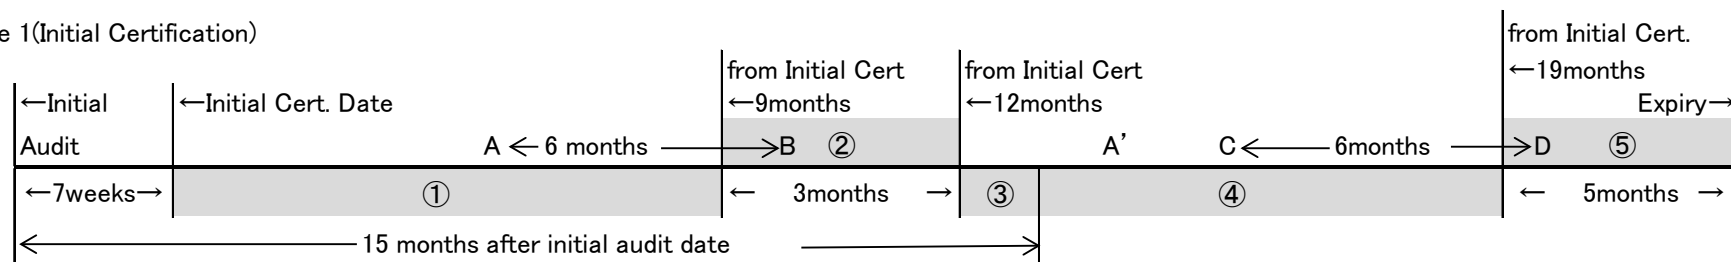 e 1(Initial Certification)
from Initial Cert.
from Initial Cert
from Initial Cert
←19months
←Initial
←Initial Cert. Date
←9months
←12months
Expiry→
Audit
A ← 6 months → B ②
A’
C ← 6months → D ⑤
←7weeks→
①
← 3months →
③
④
← 5months →
← 15 months after initial audit date →